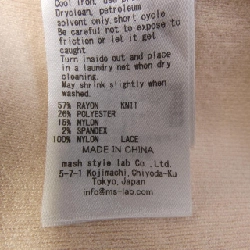 Cool iron
Dryclean, petroleum
solvent only,short cycle
Be careful not to expose to
friction or let it get
caught
Turn inside out and place
in a laundry net when dry
cleaning.
May shrink slightly when
washed.
57% RAYON KNIT
26% POLYESTER
15% NYLON
2% SPANDEX
100% NYLON LACE
MADE IN CHINA
mash style lab Co.,Ltd.
5-7-1 Kojimachi,Chiyoda-Ku
Tokyo, Japan
info@ms-lab.com